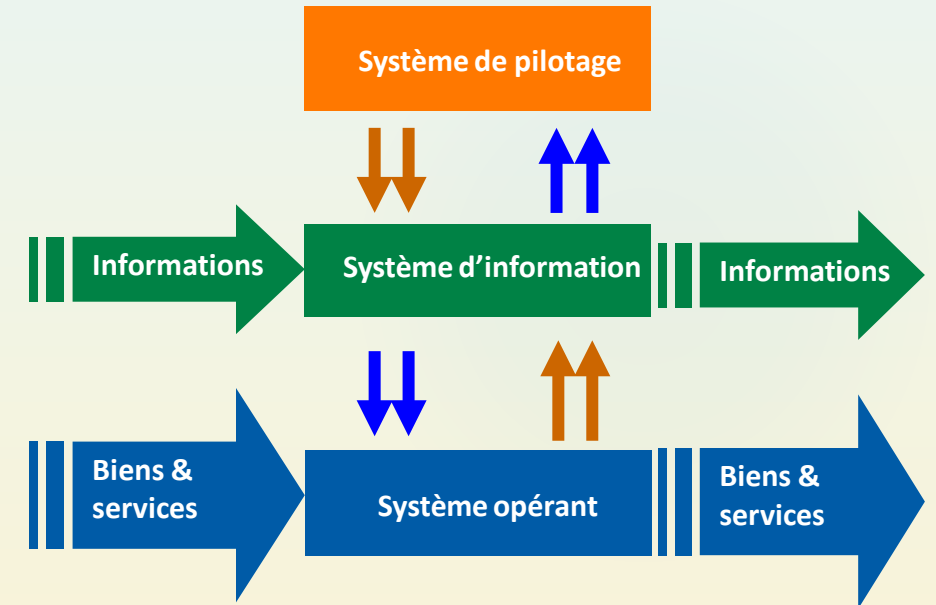 Système de pilotage
Informations
Système d'information
Informations
Biens &
services
Système opérant
Biens &
services